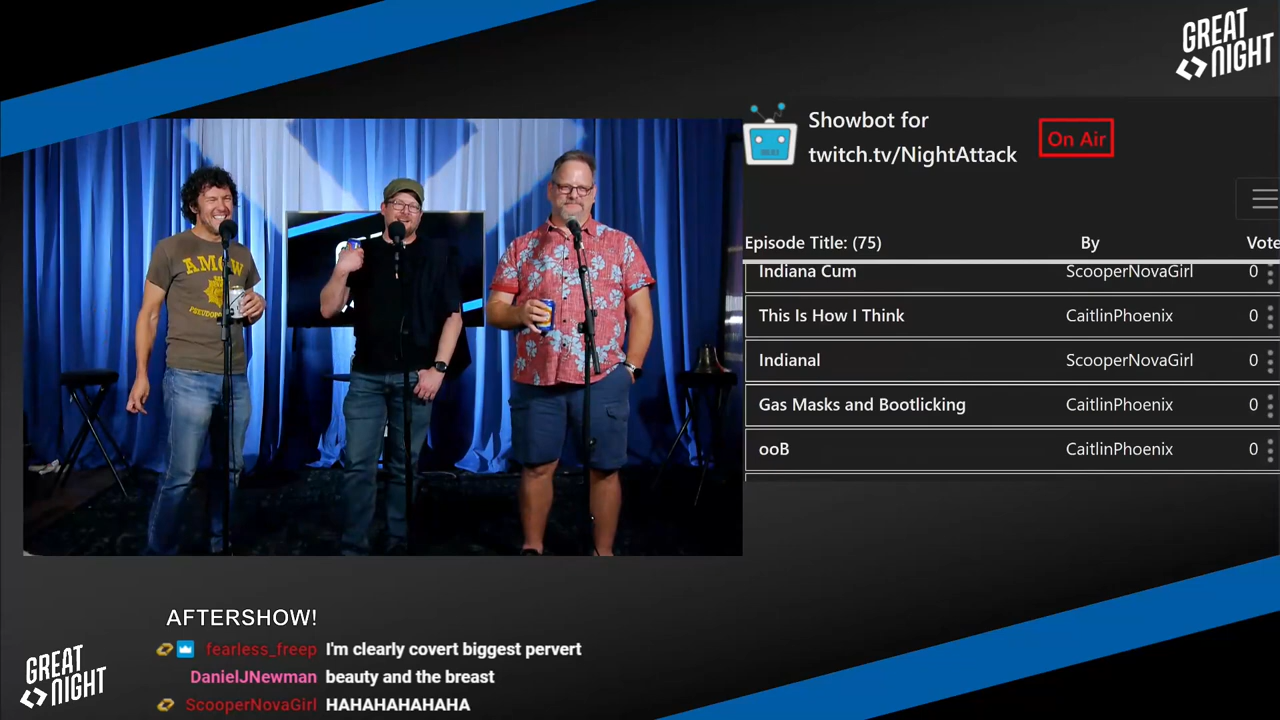 GREAT
NIGHT
Showbot for
twitch.tv/NightAttack
On Air
Episode Title: (75) By Vote
Indiana Cum ScooperNovaGirl 0
This Is How I Think CaitlinPhoenix 0
Indianal ScooperNovaGirl 0
Gas Masks and Bootlicking CaitlinPhoenix 0
ooB CaitlinPhoenix 0
AFTERSHOW!
fearless_freep I'm clearly covert biggest pervert
DanielJNewman beauty and the breast
ScooperNovaGirl HAHAHAHAHAHA
GREAT
NIGHT